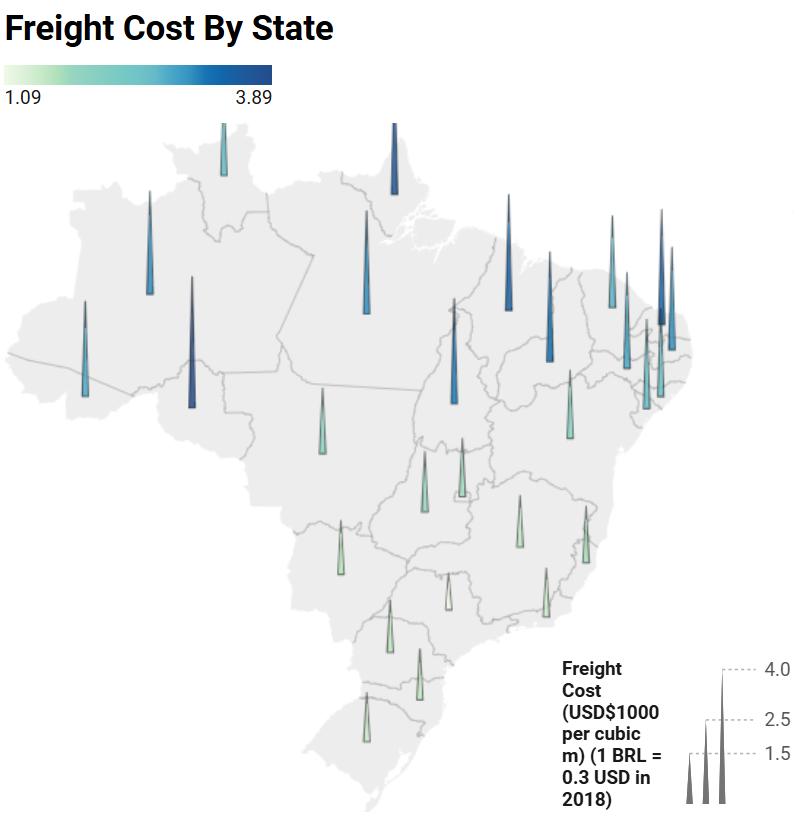 Freight Cost By State
1.09 3.89
Freight
Cost
(USD$1000
per cubic
m) (1 BRL =
0.3 USD in
2018)
4.0
2.5
1.5